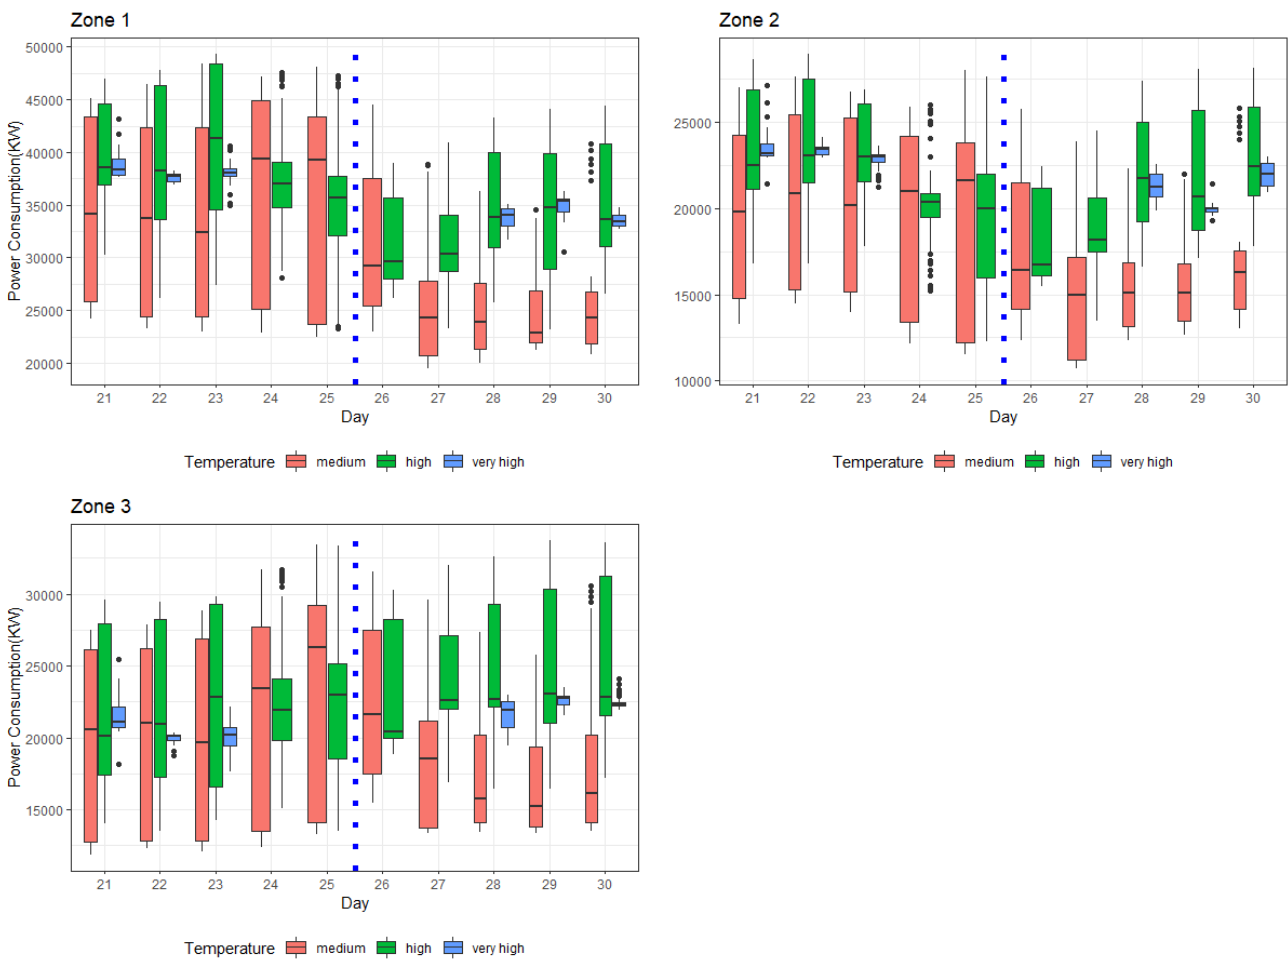 Zone 1
Power Consumption(KW)
50000
45000
40000
35000
30000
25000
20000
21 22 23 24 25 26 27 28 29 30
Day
Temperature medium high very high
Zone 2
25000
20000
15000
10000
21 22 23 24 25 26 27 28 29 30
Day
Temperature medium high very high
Zone 3
Power Consumption(KW)
30000
25000
20000
15000
21 22 23 24 25 26 27 28 29 30
Day
Temperature medium high very high